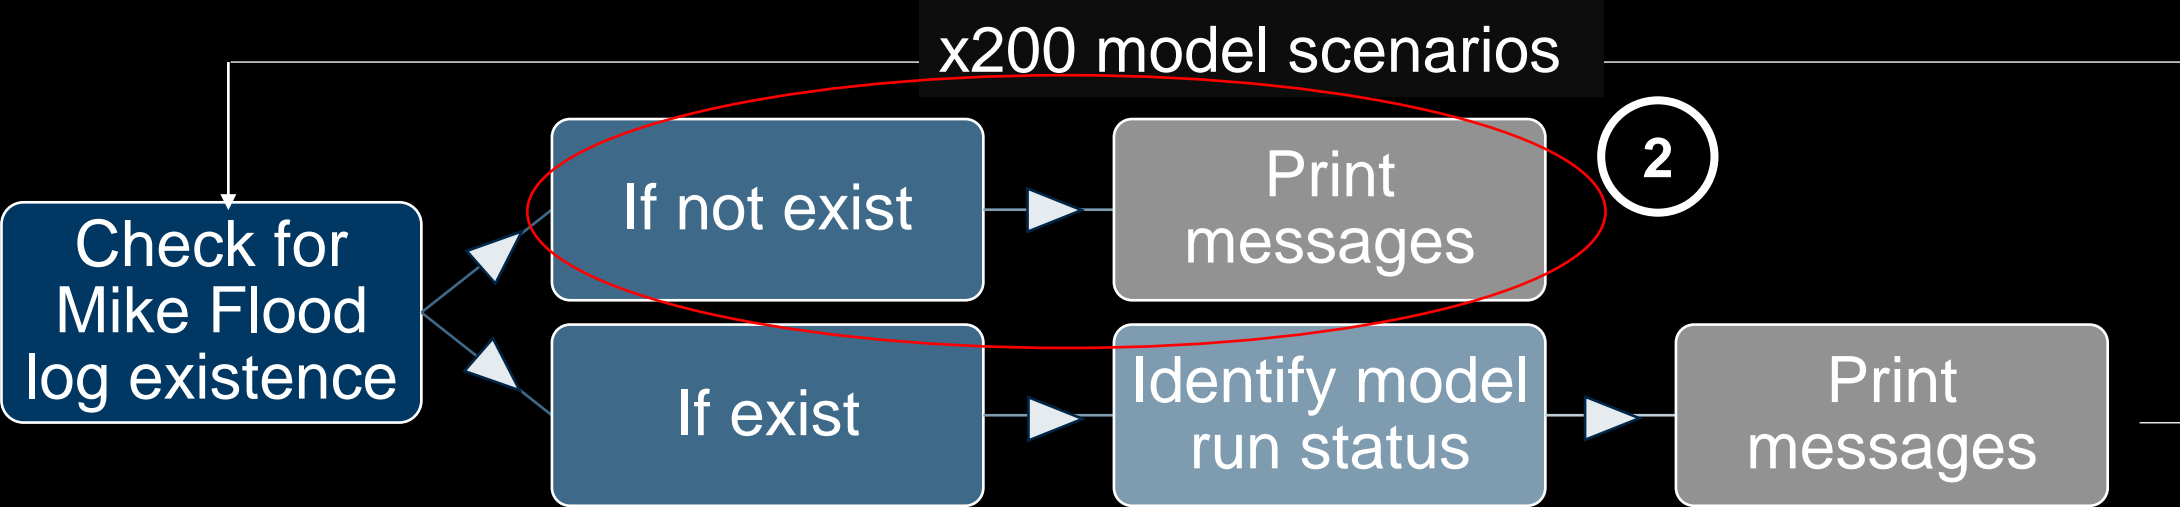 x200 model scenarios
2
Check for
Mike Flood
log existence
If not exist
Print
messages
If exist
Identify model
run status
Print
messages